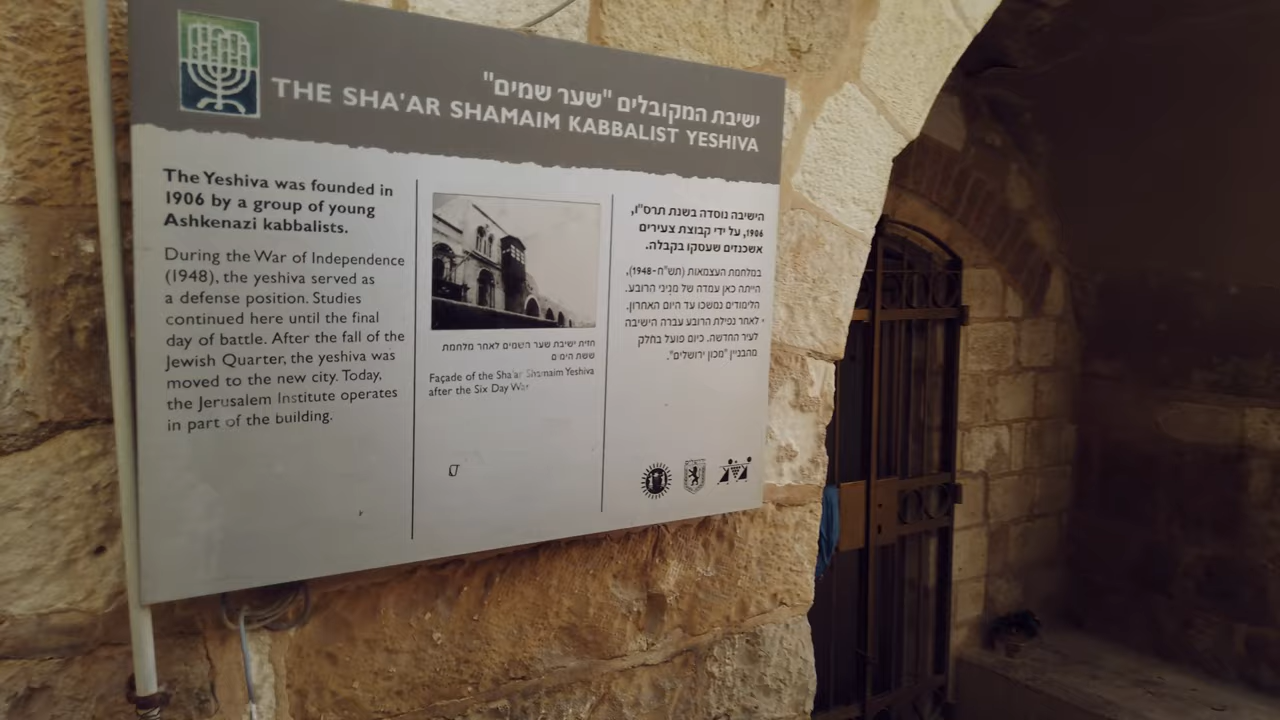 ישיבת המקובלים "שער שמים"
THE SHA'AR SHAMAIM KABBALIST YESHIVA
The Yeshiva was founded in
1906 by a group of young
Ashkenazi kabbalists.
During the War of Independence
(1948), the yeshiva served as
a defense position. Studies
continued here until the final
day of battle. After the fall of the
Jewish Quarter, the yeshiva was
moved to the new city. Today,
the Jerusalem Institute operates
in part of the building.
חזית ישיבת שער השמים לאחר מלחמת
ששת הימים
Façade of the Sha'ar Shamaim Yeshiva
after the Six Day War
הישיבה נוסדה בשנת תרס"ו,
1906, על ידי קבוצת צעירים
אשכנזים שעסקו בקבלה.
במלחמת העצמאות (תש"ח-1948),
הייתה כאן עמדה של מגיני הרובע.
הלימודים נמשכו עד היום האחרון.
לאחר נפילת הרובע עברה הישיבה
לעיר החדשה. כיום פועל בחלק
מהבניין "מכון ירושלים".